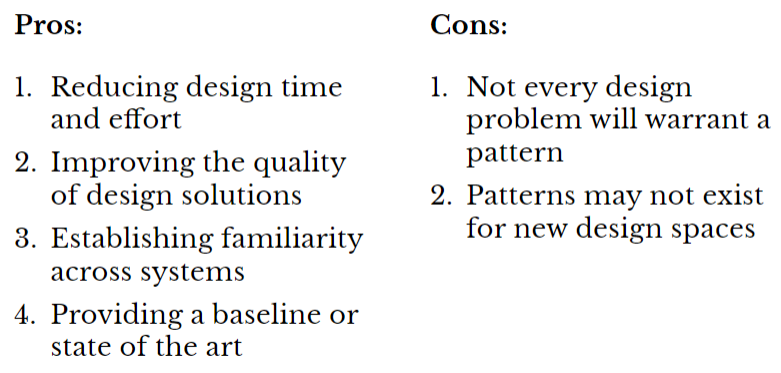 Pros:
1. Reducing design time
and effort
2. Improving the quality
of design solutions
3. Establishing familiarity
across systems
4. Providing a baseline or
state of the art
Cons:
1. Not every design
problem will warrant a
pattern
2. Patterns may not exist
for new design spaces